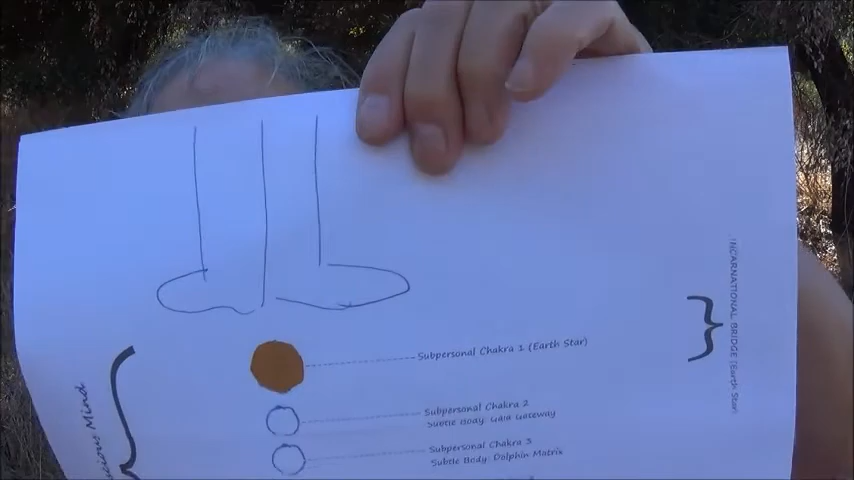 Subpersonal Chakra 1 (Earth Star)
Subpersonal Chakra 2
Subtle Body: Gaia Gateway
Subpersonal Chakra 3
Subtle Body: Dolphin Matrix
INCARNATIONAL BRIDGE (Earth Star
Mind